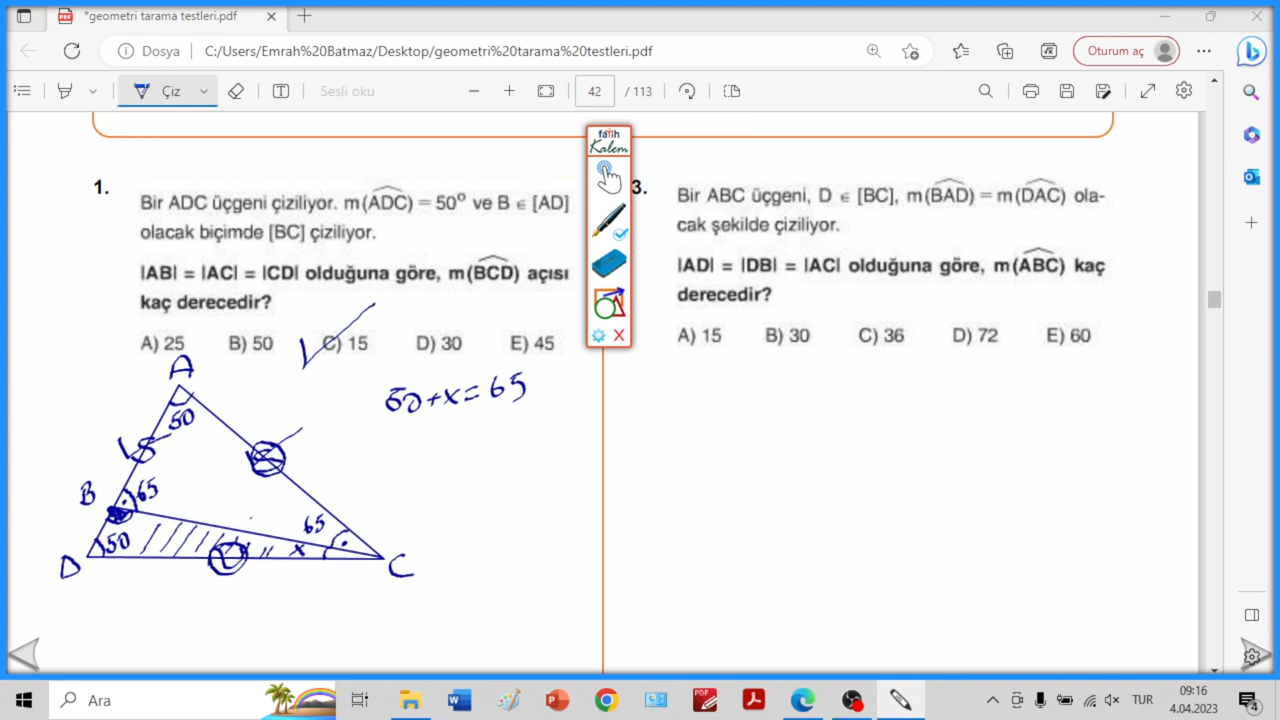 *geometri tarama testleri.pdf
Dosya
C:/Users/Emrah%20Batmaz/Desktop/geometri%20tarama%20testleri.pdf
Oturum aç
Çiz
Sesli oku
42 / 113
fatih
Kalem
1.
Bir ADC üçgeni çiziliyor. m(ADC) = 50° ve B ∈ [AD]
olacak biçimde [BC] çiziliyor.
|AB| = |AC| = |CD| olduğuna göre, m(BCD) açısı
kaç derecedir?
A) 25 B) 50 C) 15 D) 30 E) 45
A
50
50+x=65
B
65
65
50
x
D
C
3.
Bir ABC üçgeni, D ∈ [BC], m(BAD) = m(DAC) ola-
cak şekilde çiziliyor.
|AD| = |DB| = |AC| olduğuna göre, m(ABC) kaç
derecedir?
A) 15 B) 30 C) 36 D) 72 E) 60
Ara
TUR
09:16
4.04.2023
4